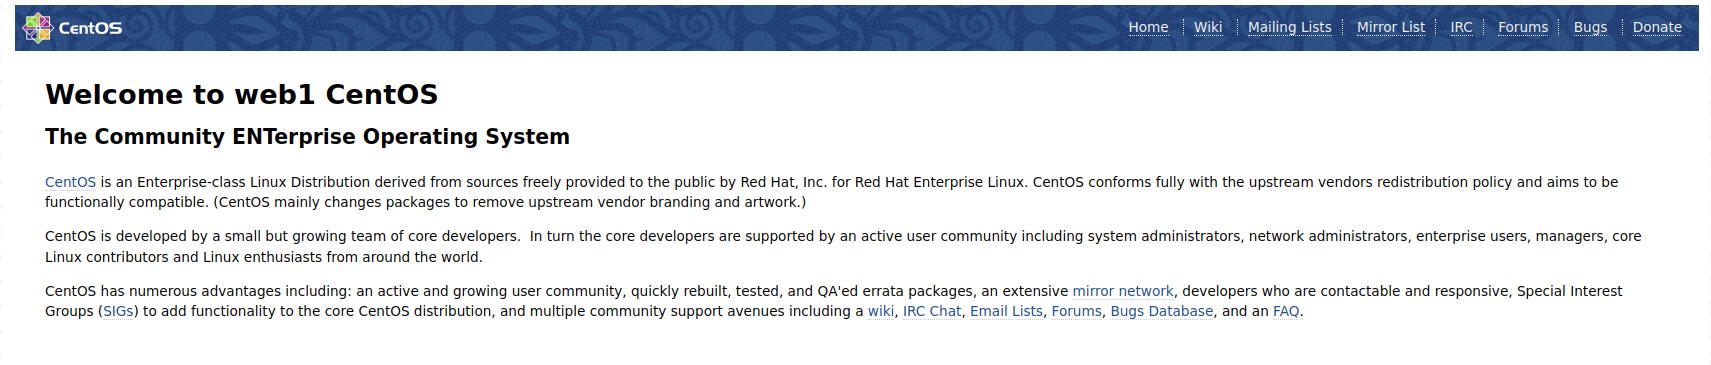 CentOS
Home Wiki Mailing Lists Mirror List IRC Forums Bugs Donate
Welcome to web1 CentOS
The Community ENTerprise Operating System
CentOS is an Enterprise-class Linux Distribution derived from sources freely provided to the public by Red Hat, Inc. for Red Hat Enterprise Linux. CentOS conforms fully with the upstream vendors redistribution policy and aims to be
functionally compatible. (CentOS mainly changes packages to remove upstream vendor branding and artwork.)
CentOS is developed by a small but growing team of core developers.  In turn the core developers are supported by an active user community including system administrators, network administrators, enterprise users, managers, core
Linux contributors and Linux enthusiasts from around the world.
CentOS has numerous advantages including: an active and growing user community, quickly rebuilt, tested, and QA'ed errata packages, an extensive mirror network, developers who are contactable and responsive, Special Interest
Groups (SIGs) to add functionality to the core CentOS distribution, and multiple community support avenues including a wiki, IRC Chat, Email Lists, Forums, Bugs Database, and an FAQ.